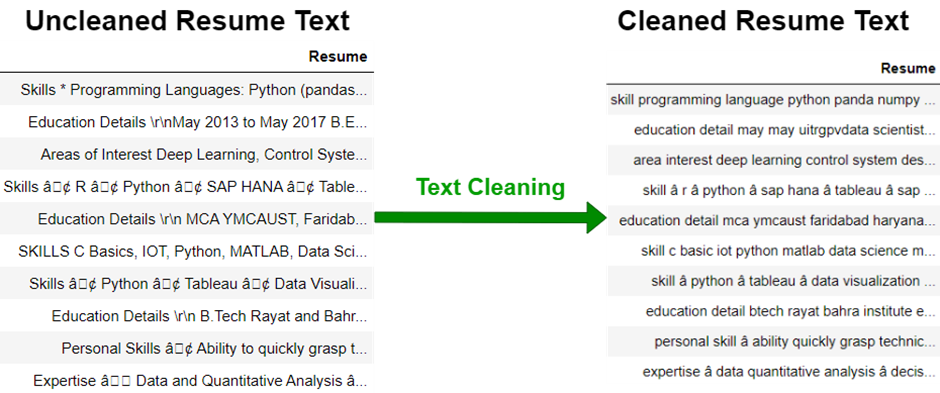 Uncleaned Resume Text
Resume
Skills * Programming Languages: Python (pandas...
Education Details \r\nMay 2013 to May 2017 B.E...
Areas of Interest Deep Learning, Control Syste...
Skills â¢ R â¢ Python â¢ SAP HANA â¢ Table...
Education Details \r\n MCA YMCAUST, Faridab...
SKILLS C Basics, IOT, Python, MATLAB, Data Sci...
Skills â¢ Python â¢ Tableau â¢ Data Visuali...
Education Details \r\n B.Tech Rayat and Bahr...
Personal Skills â¢ Ability to quickly grasp t...
Expertise â Data and Quantitative Analysis â...
Text Cleaning
Cleaned Resume Text
Resume
skill programming language python panda numpy ...
education detail may may uitrgpvdata scientist...
area interest deep learning control system des...
skill â r â python â sap hana â tableau â sap ...
education detail mca ymcaust faridabad haryana...
skill c basic iot python matlab data science m...
skill â python â tableau â data visualization ...
education detail btech rayat bahra institute e...
personal skill â ability quickly grasp technic...
expertise â data quantitative analysis â decis...